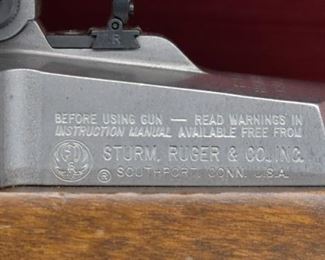 R
BEFORE USING GUN — READ WARNINGS IN
INSTRUCTION MANUAL AVAILABLE FREE FROM
STURM, RUGER & CO., INC.
® SOUTHPORT, CONN. U.S.A.